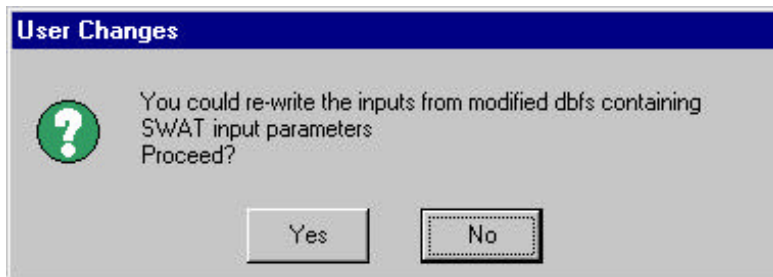 User Changes
You could re-write the inputs from modified dbfs containing
SWAT input parameters
Proceed?
Yes No